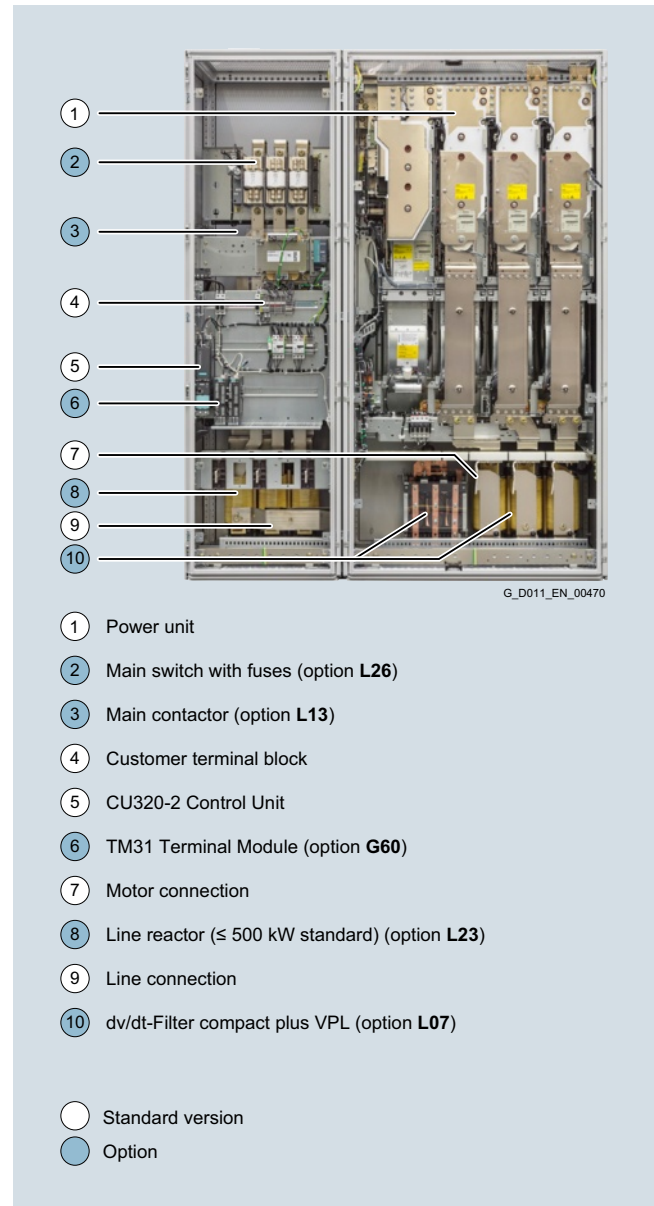 1
2
3
4
5
6
7
8
9
10
G_D011_EN_00470
1 Power unit
2 Main switch with fuses (option L26)
3 Main contactor (option L13)
4 Customer terminal block
5 CU320-2 Control Unit
6 TM31 Terminal Module (option G60)
7 Motor connection
8 Line reactor (≤ 500 kW standard) (option L23)
9 Line connection
10 dv/dt-Filter compact plus VPL (option L07)
Standard version
Option